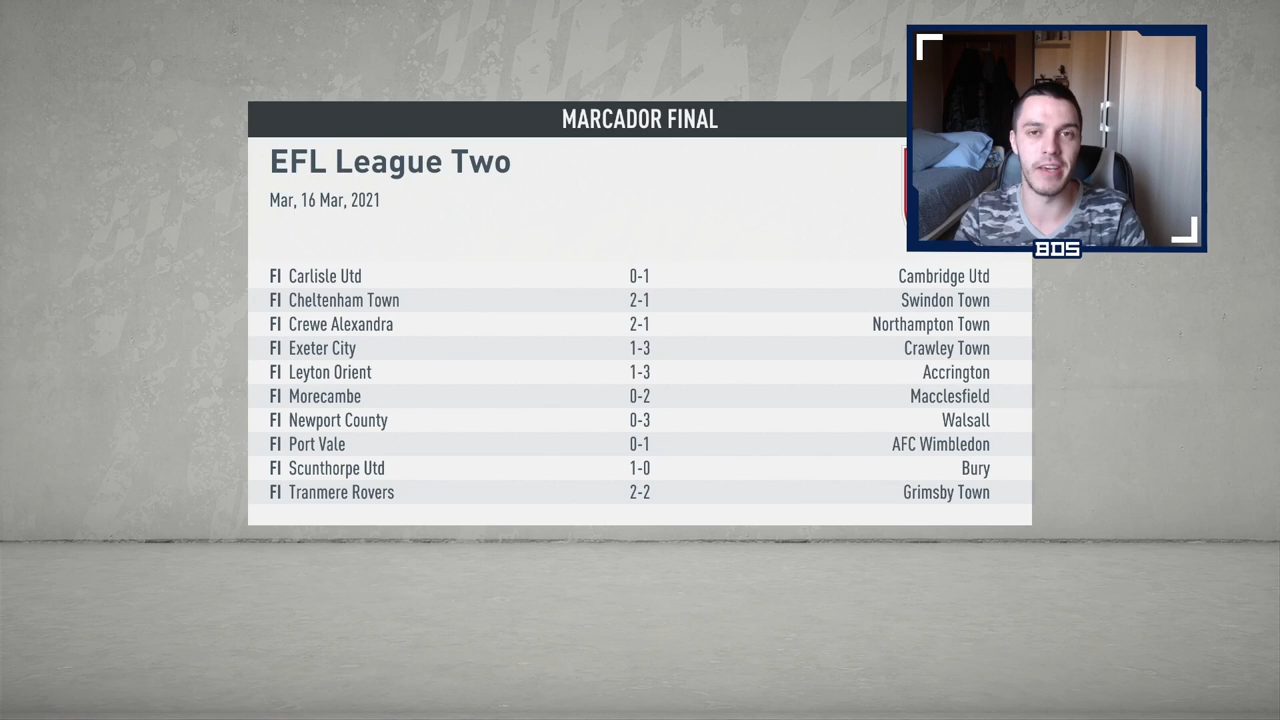 MARCADOR FINAL
EFL League Two
Mar, 16 Mar, 2021
BDS
FI Carlisle Utd 0-1 Cambridge Utd
FI Cheltenham Town 2-1 Swindon Town
FI Crewe Alexandra 2-1 Northampton Town
FI Exeter City 1-3 Crawley Town
FI Leyton Orient 1-3 Accrington
FI Morecambe 0-2 Macclesfield
FI Newport County 0-3 Walsall
FI Port Vale 0-1 AFC Wimbledon
FI Scunthorpe Utd 1-0 Bury
FI Tranmere Rovers 2-2 Grimsby Town